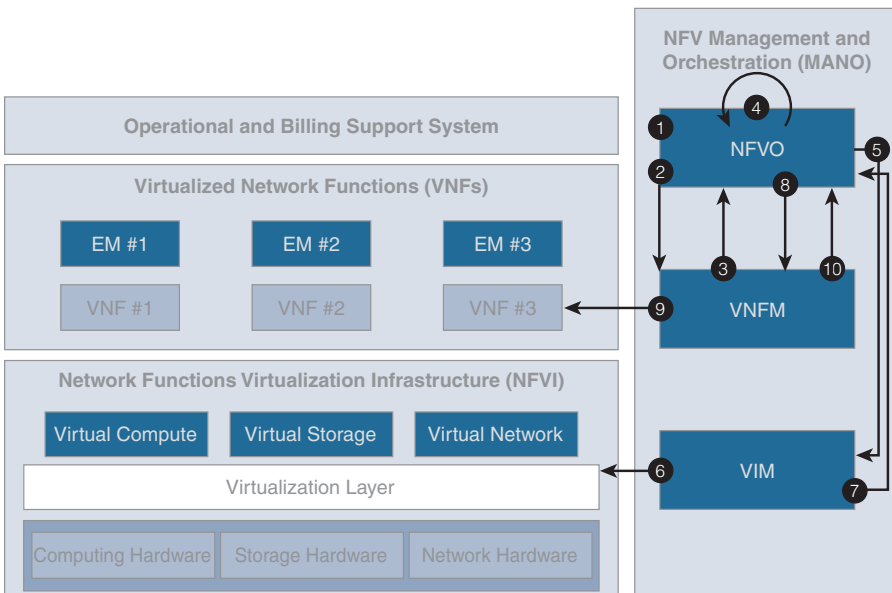 NFV Management and
Orchestration (MANO)
4
1
NFVO
5
2
8
3
10
9
VNFM
6
VIM
7
Operational and Billing Support System
Virtualized Network Functions (VNFs)
EM #1
EM #2
EM #3
VNF #1
VNF #2
VNF #3
Network Functions Virtualization Infrastructure (NFVI)
Virtual Compute
Virtual Storage
Virtual Network
Virtualization Layer
Computing Hardware
Storage Hardware
Network Hardware